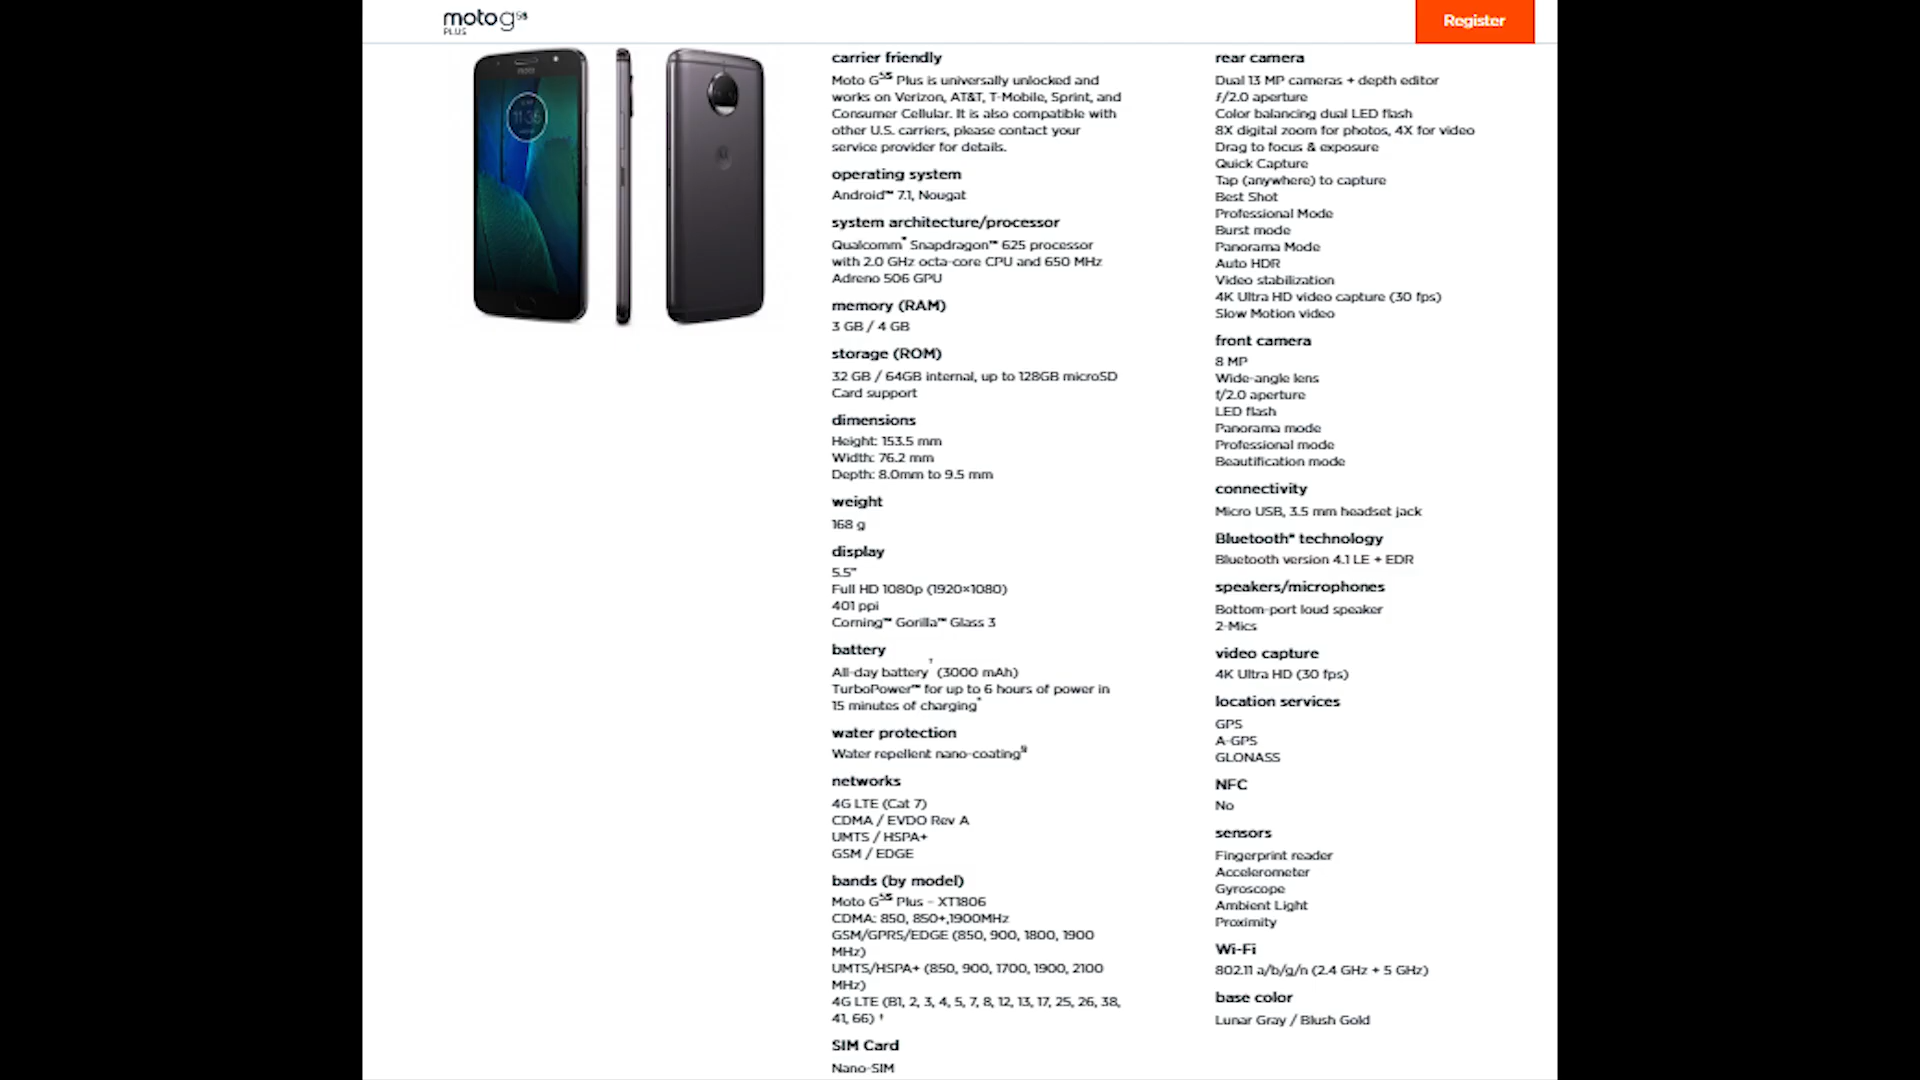 moto g5S
PLUS
Register
11:35
carrier friendly
Moto G5S Plus is universally unlocked and
works on Verizon, AT&T, T-Mobile, Sprint, and
Consumer Cellular. It is also compatible with
other U.S. carriers, please contact your
service provider for details.
operating system
Android™ 7.1, Nougat
system architecture/processor
Qualcomm® Snapdragon™ 625 processor
with 2.0 GHz octa-core CPU and 650 MHz
Adreno 506 GPU
memory (RAM)
3 GB / 4 GB
storage (ROM)
32 GB / 64GB internal, up to 128GB microSD
Card support
dimensions
Height: 153.5 mm
Width: 76.2 mm
Depth: 8.0mm to 9.5 mm
weight
168 g
display
5.5"
Full HD 1080p (1920×1080)
401 ppi
Corning™ Gorilla™ Glass 3
battery
All-day battery† (3000 mAh)
TurboPower™ for up to 6 hours of power in
15 minutes of charging*
water protection
Water repellent nano-coating§
networks
4G LTE (Cat 7)
CDMA / EVDO Rev A
UMTS / HSPA+
GSM / EDGE
bands (by model)
Moto G5S Plus – XT1806
CDMA: 850, 850+,1900MHz
GSM/GPRS/EDGE (850, 900, 1800, 1900
MHz)
UMTS/HSPA+ (850, 900, 1700, 1900, 2100
MHz)
4G LTE (B1, 2, 3, 4, 5, 7, 8, 12, 13, 17, 25, 26, 38,
41, 66) ‡
SIM Card
Nano-SIM
rear camera
Dual 13 MP cameras + depth editor
ƒ/2.0 aperture
Color balancing dual LED flash
8X digital zoom for photos, 4X for video
Drag to focus & exposure
Quick Capture
Tap (anywhere) to capture
Best Shot
Professional Mode
Burst mode
Panorama Mode
Auto HDR
Video stabilization
4K Ultra HD video capture (30 fps)
Slow Motion video
front camera
8 MP
Wide-angle lens
f/2.0 aperture
LED flash
Panorama mode
Professional mode
Beautification mode
connectivity
Micro USB, 3.5 mm headset jack
Bluetooth® technology
Bluetooth version 4.1 LE + EDR
speakers/microphones
Bottom-port loud speaker
2-Mics
video capture
4K Ultra HD (30 fps)
location services
GPS
A-GPS
GLONASS
NFC
No
sensors
Fingerprint reader
Accelerometer
Gyroscope
Ambient Light
Proximity
Wi-Fi
802.11 a/b/g/n (2.4 GHz + 5 GHz)
base color
Lunar Gray / Blush Gold